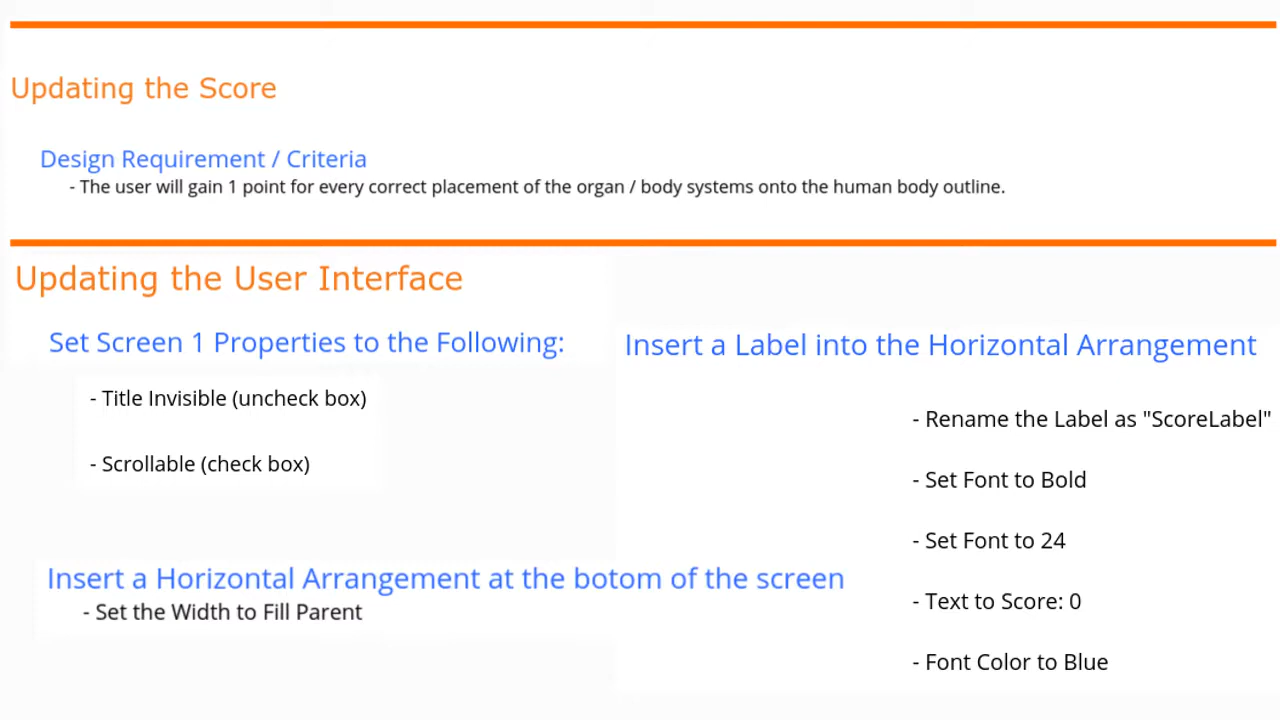 Updating the Score
Design Requirement / Criteria
- The user will gain 1 point for every correct placement of the organ / body systems onto the human body outline.
Updating the User Interface
Set Screen 1 Properties to the Following:
- Title Invisible (uncheck box)
- Scrollable (check box)
Insert a Horizontal Arrangement at the botom of the screen
- Set the Width to Fill Parent
Insert a Label into the Horizontal Arrangement
- Rename the Label as "ScoreLabel"
- Set Font to Bold
- Set Font to 24
- Text to Score: 0
- Font Color to Blue